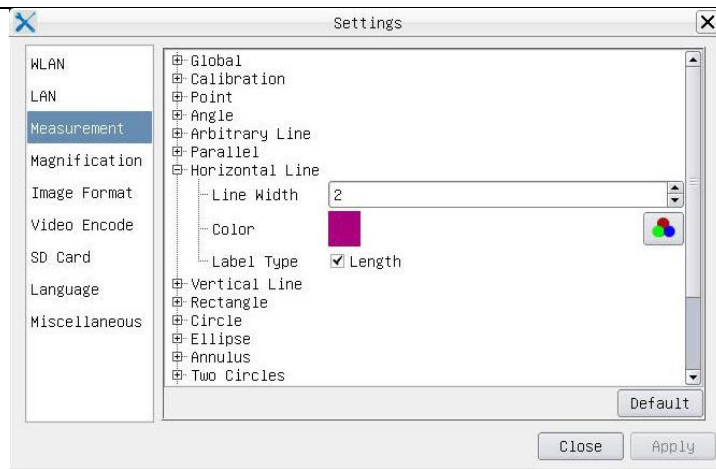 Settings
WLAN
LAN
Measurement
Magnification
Image Format
Video Encode
SD Card
Language
Miscellaneous
Global
Calibration
Point
Angle
Arbitrary Line
Parallel
Horizontal Line
Line Width 2
Color
Label Type Length
Vertical Line
Rectangle
Circle
Ellipse
Annulus
Two Circles
Default
Close Apply